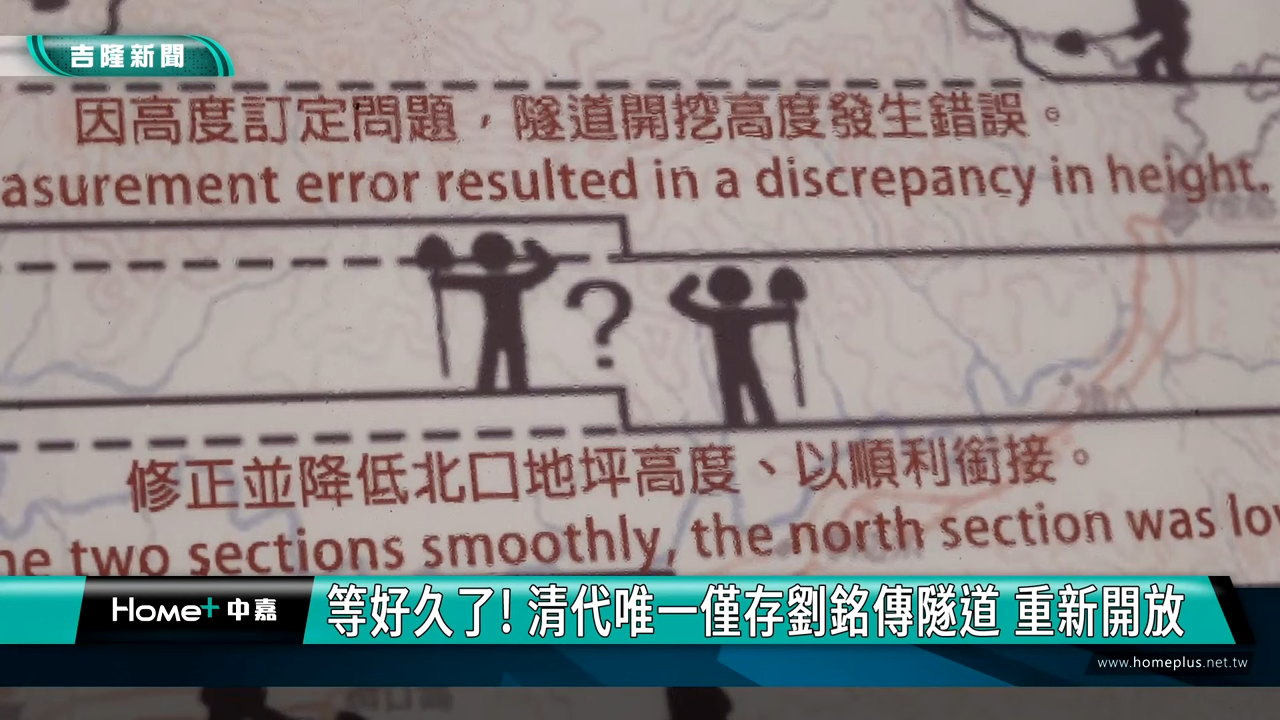 吉隆新聞
因高度訂定問題，隧道開挖高度發生錯誤。
asurement error resulted in a discrepancy in height.
?
修正並降低北口地坪高度、以順利銜接。
he two sections smoothly, the north section was lo
Home+中嘉
等好久了!清代唯一僅存劉銘傳隧道 重新開放
www.homeplus.net.tw